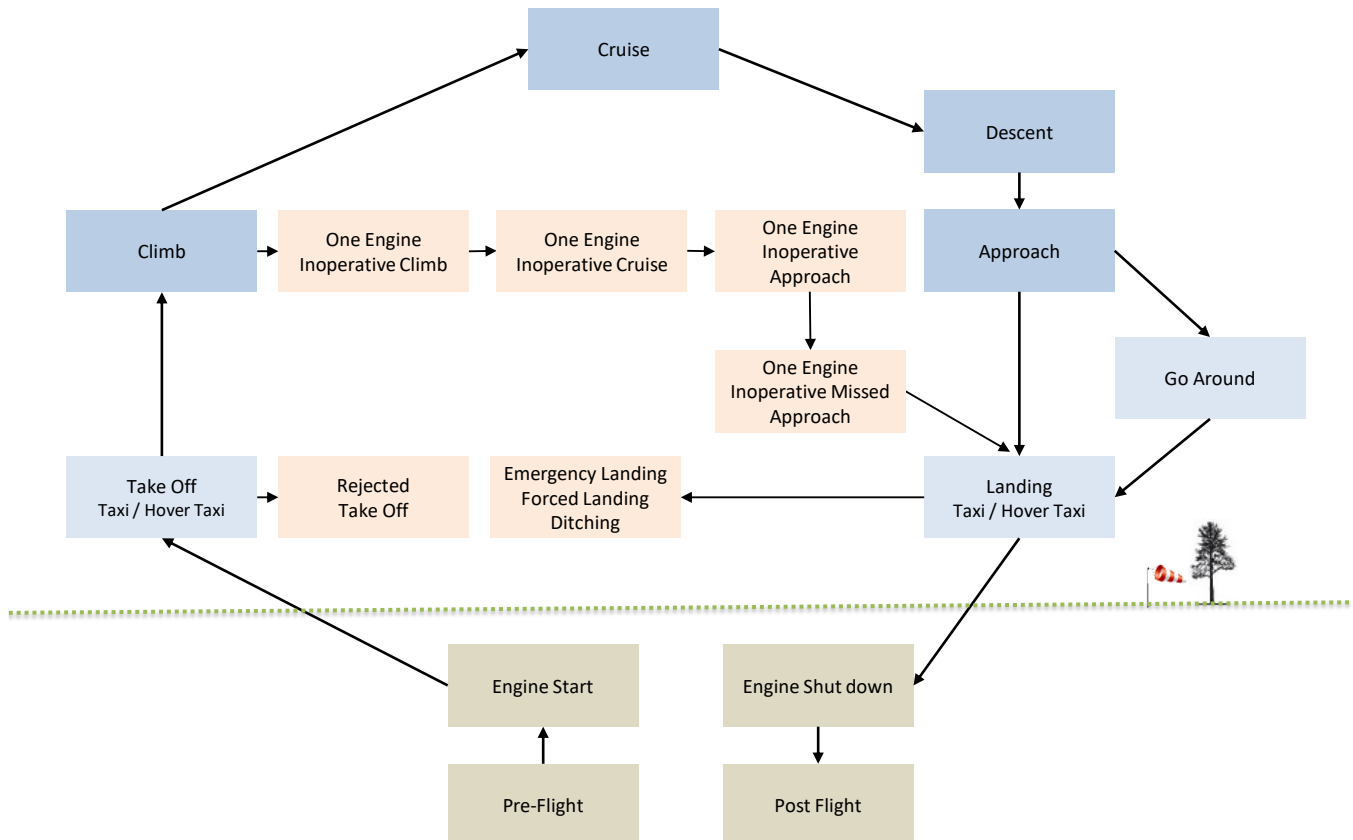 Cruise
Descent
Climb
One Engine
Inoperative Climb
One Engine
Inoperative Cruise
One Engine
Inoperative
Approach
Approach
One Engine
Inoperative Missed
Approach
Go Around
Take Off
Taxi / Hover Taxi
Rejected
Take Off
Emergency Landing
Forced Landing
Ditching
Landing
Taxi / Hover Taxi
Engine Start
Engine Shut down
Pre-Flight
Post Flight